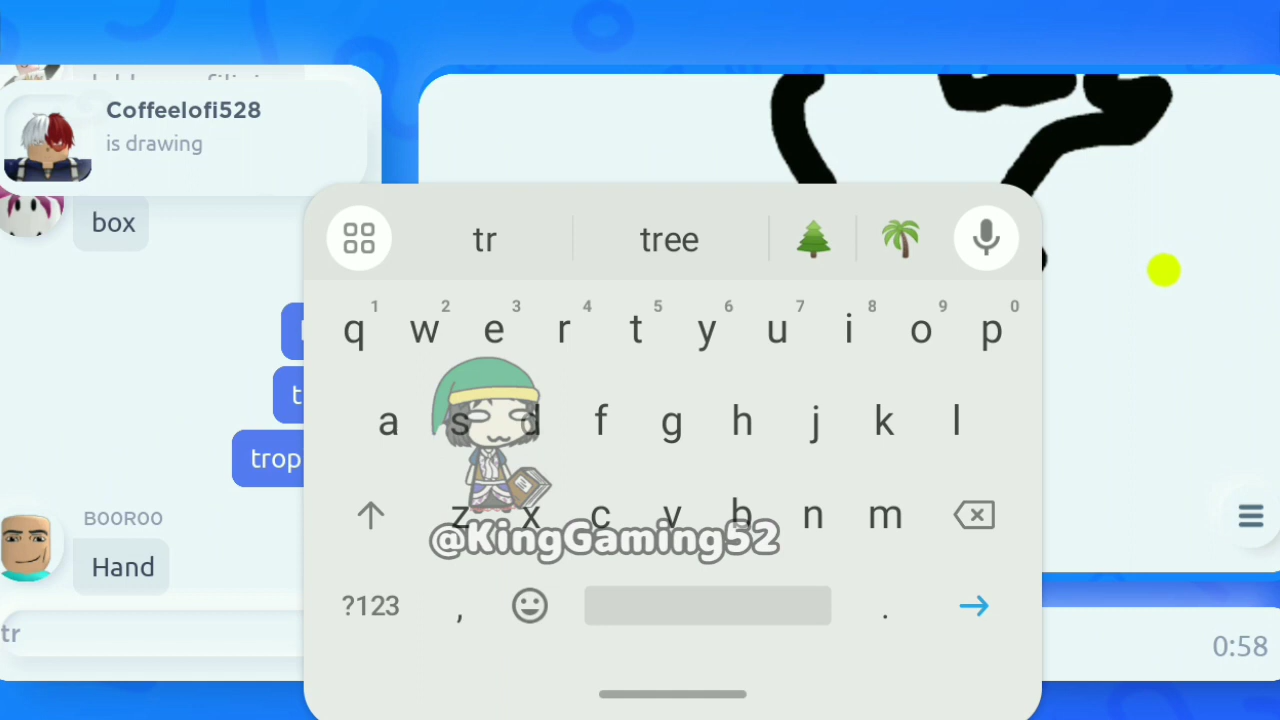 Coffeelofi528
is drawing
box
t
trop
BOOROO
Hand
tr
tr tree
q 1 w 2 e 3 r 4 t 5 y 6 u 7 i 8 o 9 p 0
a s d f g h j k l
z x c v b n m
@KingGaming52
?123 , .
0:58